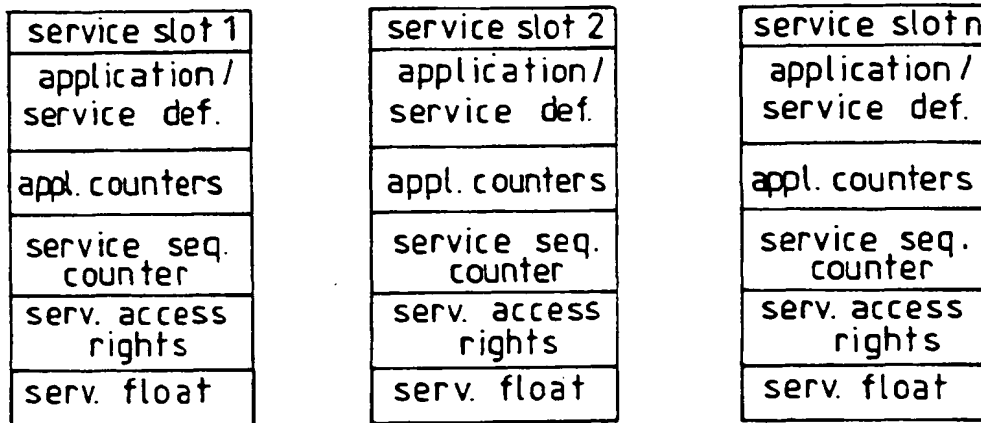 service slot 1
application/
service def.
appl. counters
service seq.
counter
serv. access
rights
serv. float
service slot 2
application/
service def.
appl. counters
service seq.
counter
serv. access
rights
serv. float
service slot n
application/
service def.
appl. counters
service seq.
counter
serv. access
rights
serv. float